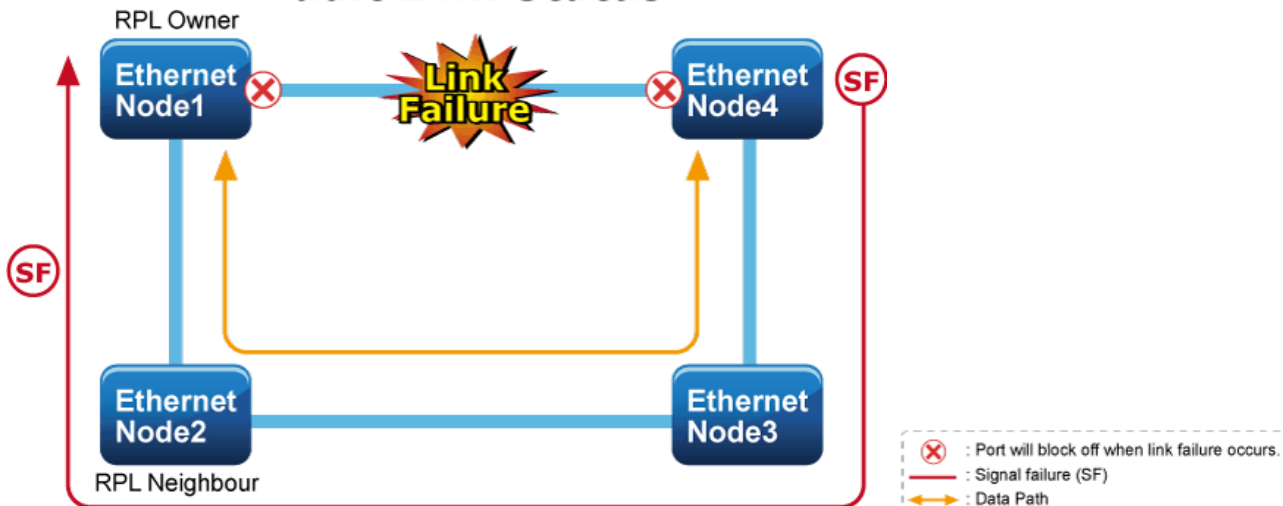 RPL Owner
Ethernet
Node1
Link
Failure
Ethernet
Node4
SF
SF
Ethernet
Node2
Ethernet
Node3
RPL Neighbour
: Port will block off when link failure occurs.
: Signal failure (SF)
: Data Path